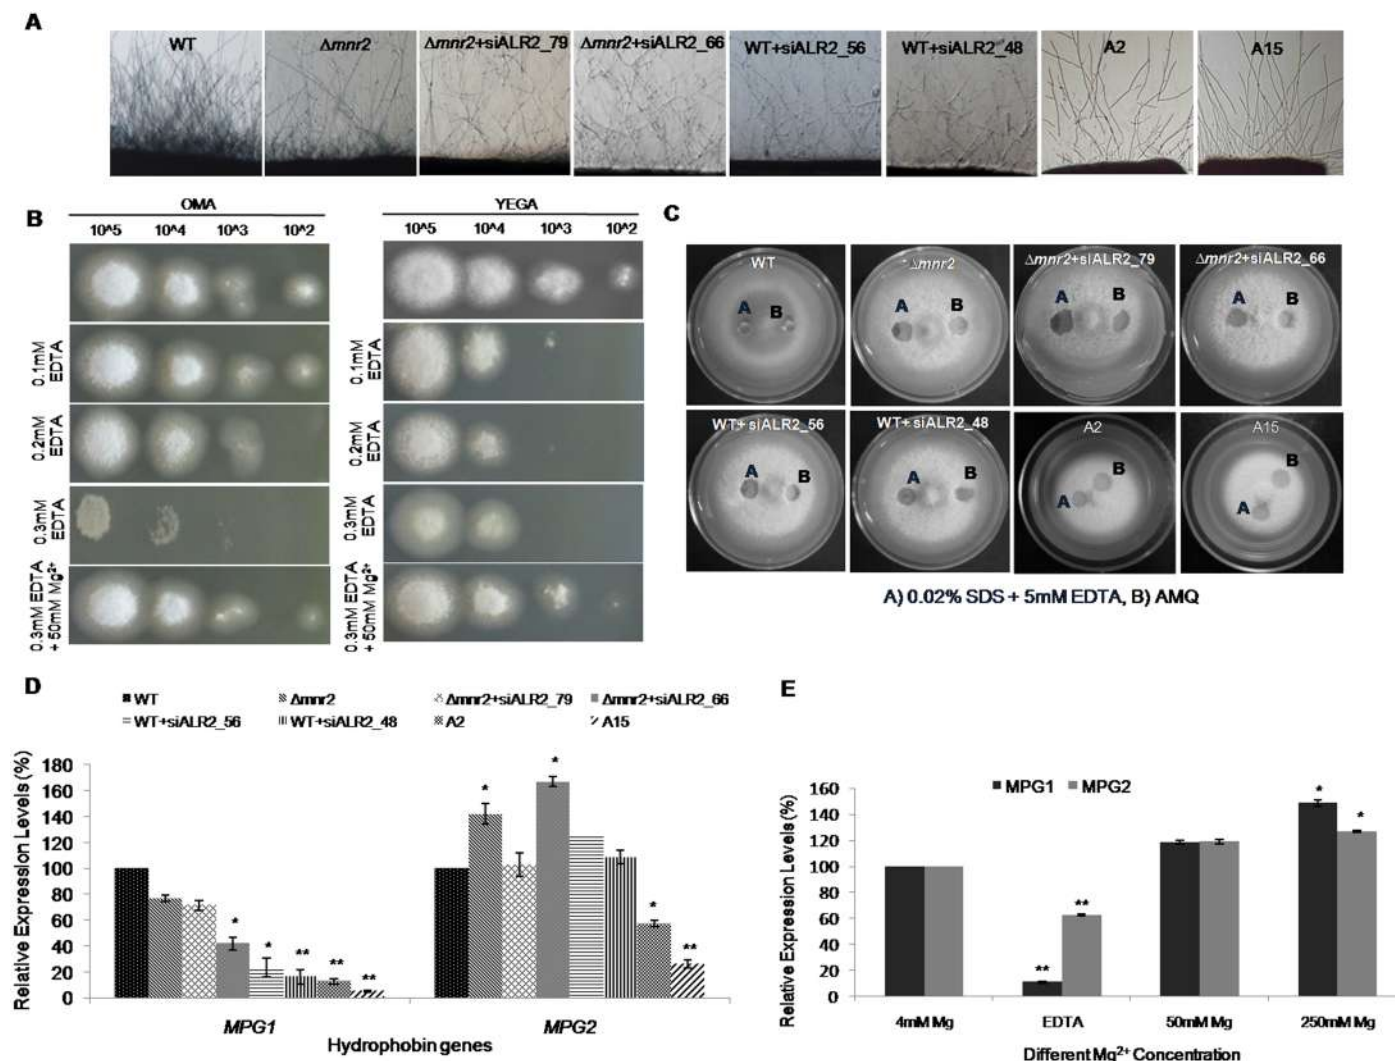 A
WT
Δmnr2
Δmnr2+siALR2_79
Δmnr2+siALR2_66
WT+siALR2_56
WT+siALR2_48
A2
A15
B
OMA
10^5 10^4 10^3 10^2
0.1mM EDTA
0.2mM EDTA
0.3mM EDTA
0.3mM EDTA + 50mM Mg²⁺
YEGA
10^5 10^4 10^3 10^2
0.1mM EDTA
0.2mM EDTA
0.3mM EDTA
0.3mM EDTA + 50mM Mg²⁺
C
WT
A B
Δmnr2
A B
Δmnr2+siALR2_79
A B
Δmnr2+siALR2_66
A B
WT+siALR2_56
A B
WT+siALR2_48
A B
A2
A B
A15
A B
A) 0.02% SDS + 5mM EDTA, B) AMQ
D
WT Δmnr2 Δmnr2+siALR2_79 Δmnr2+siALR2_66
WT+siALR2_56 WT+siALR2_48 A2 A15
Relative Expression Levels (%)
180
160
140
120
100
80
60
40
20
0
* * ** ** **
* * * **
MPG1 MPG2
Hydrophobin genes
E
MPG1 MPG2
Relative Expression Levels (%)
160
140
120
100
80
60
40
20
0
** ** * *
4mM Mg EDTA 50mM Mg 250mM Mg
Different Mg²⁺ Concentration